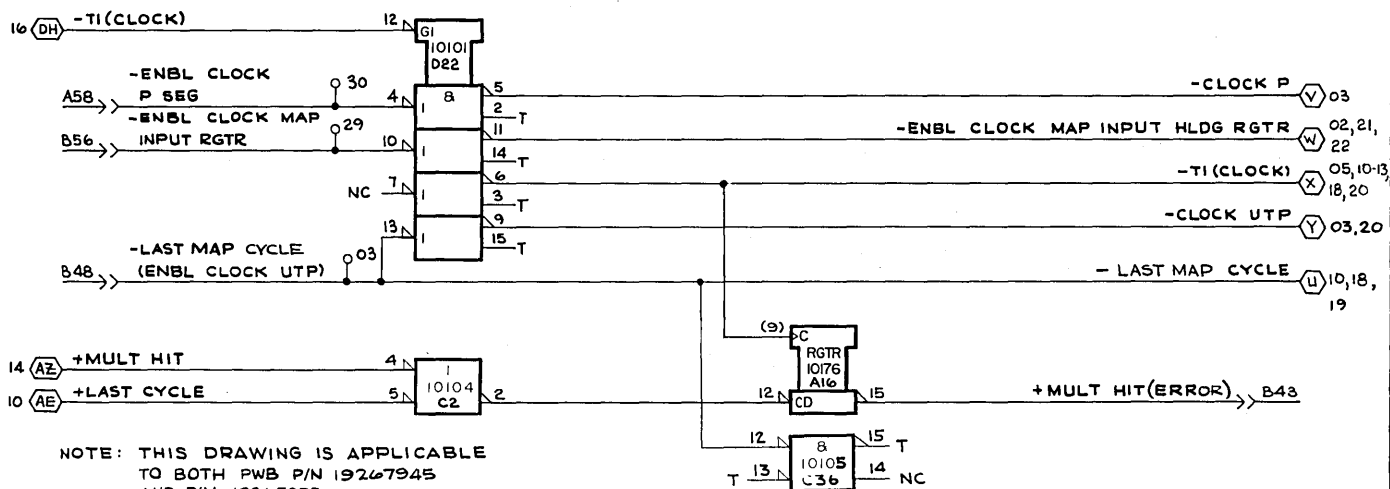 16 DH -T1(CLOCK) 12 G1
10101
D22
-ENBL CLOCK
P SEG 30
A58 4 1 & 5 -CLOCK P V 03
2 T
-ENBL CLOCK MAP
INPUT RGTR 29
B56 10 1 11 -ENBL CLOCK MAP INPUT HLDG RGTR W 02,21,
22
14 T
NC 7 1 6 -T1(CLOCK) X 05,10-13,
18,20
3 T
13 1 9 -CLOCK UTP Y 03,20
15 T
-LAST MAP CYCLE 03
B48 (ENBL CLOCK UTP) - LAST MAP CYCLE U 10,18,
19
(9) C
RGTR
10176
A16
14 AZ +MULT HIT 4 1
10104
10 AE +LAST CYCLE 5 C2 2 12 CD 15 +MULT HIT(ERROR) B43
12 & 15 T
10105
T 13 C36 14 NC
NOTE: THIS DRAWING IS APPLICABLE
TO BOTH PWB P/N 19267945